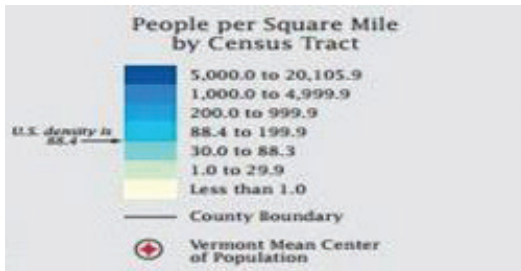 People per Square Mile
by Census Tract
5,000.0 to 20,105.9
1,000.0 to 4,999.9
200.0 to 999.9
88.4 to 199.9
U.S. density is
88.4
30.0 to 88.3
1.0 to 29.9
Less than 1.0
County Boundary
Vermont Mean Center
of Population